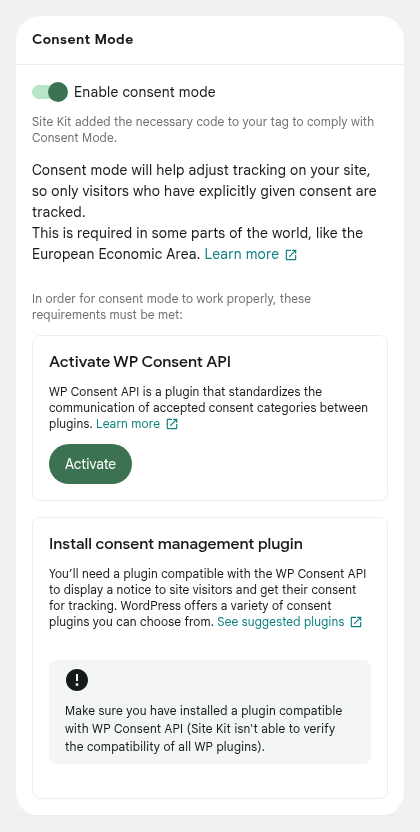 Consent Mode
Enable consent mode
Site Kit added the necessary code to your tag to comply with
Consent Mode.
Consent mode will help adjust tracking on your site,
so only visitors who have explicitly given consent are
tracked.
This is required in some parts of the world, like the
European Economic Area. Learn more
In order for consent mode to work properly, these
requirements must be met:
Activate WP Consent API
WP Consent API is a plugin that standardizes the
communication of accepted consent categories between
plugins. Learn more
Activate
Install consent management plugin
You’ll need a plugin compatible with the WP Consent API
to display a notice to site visitors and get their consent
for tracking. WordPress offers a variety of consent
plugins you can choose from. See suggested plugins
Make sure you have installed a plugin compatible
with WP Consent API (Site Kit isn't able to verify
the compatibility of all WP plugins).